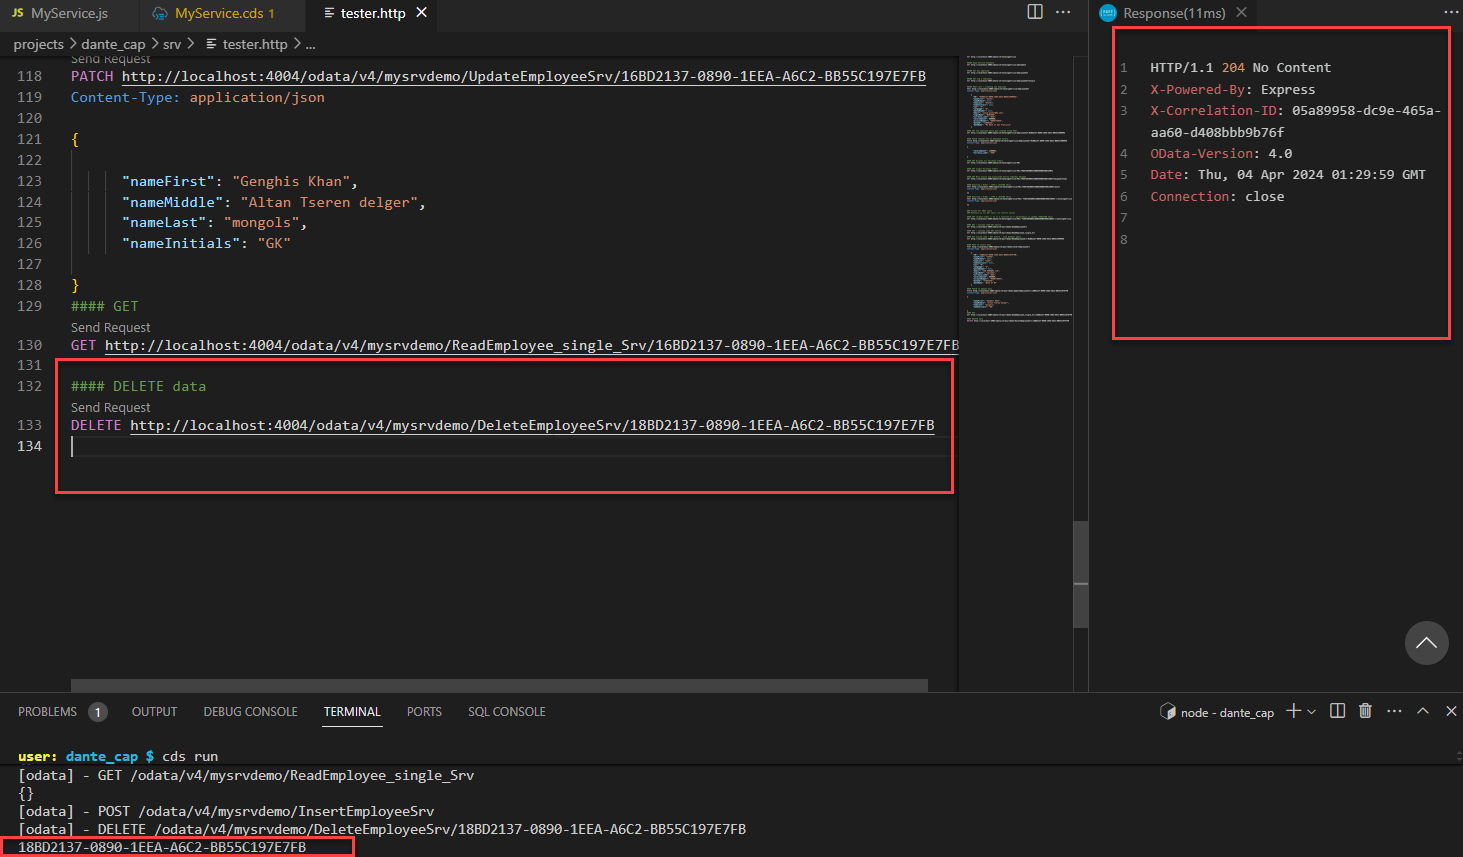 JS MyService.js
MyService.cds 1
tester.http
Response(11ms)
projects > dante_cap > srv > tester.http > ...
Send Request
118 PATCH http://localhost:4004/odata/v4/mysrvdemo/UpdateEmployeeSrv/16BD2137-0890-1EEA-A6C2-BB55C197E7FB
119 Content-Type: application/json
120
121 {
122
123 "nameFirst": "Genghis Khan",
124 "nameMiddle": "Altan Tseren delger",
125 "nameLast": "mongols",
126 "nameInitials": "GK"
127
128 }
129 #### GET
Send Request
130 GET http://localhost:4004/odata/v4/mysrvdemo/ReadEmployee_single_Srv/16BD2137-0890-1EEA-A6C2-BB55C197E7FB
131
132 #### DELETE data
Send Request
133 DELETE http://localhost:4004/odata/v4/mysrvdemo/DeleteEmployeeSrv/18BD2137-0890-1EEA-A6C2-BB55C197E7FB
134
1 HTTP/1.1 204 No Content
2 X-Powered-By: Express
3 X-Correlation-ID: 05a89958-dc9e-465a-
aa60-d408bbb9b76f
4 OData-Version: 4.0
5 Date: Thu, 04 Apr 2024 01:29:59 GMT
6 Connection: close
7
8
PROBLEMS 1 OUTPUT DEBUG CONSOLE TERMINAL PORTS SQL CONSOLE
node - dante_cap
user: dante_cap $ cds run
[odata] - GET /odata/v4/mysrvdemo/ReadEmployee_single_Srv
{}
[odata] - POST /odata/v4/mysrvdemo/InsertEmployeeSrv
[odata] - DELETE /odata/v4/mysrvdemo/DeleteEmployeeSrv/18BD2137-0890-1EEA-A6C2-BB55C197E7FB
18BD2137-0890-1EEA-A6C2-BB55C197E7FB